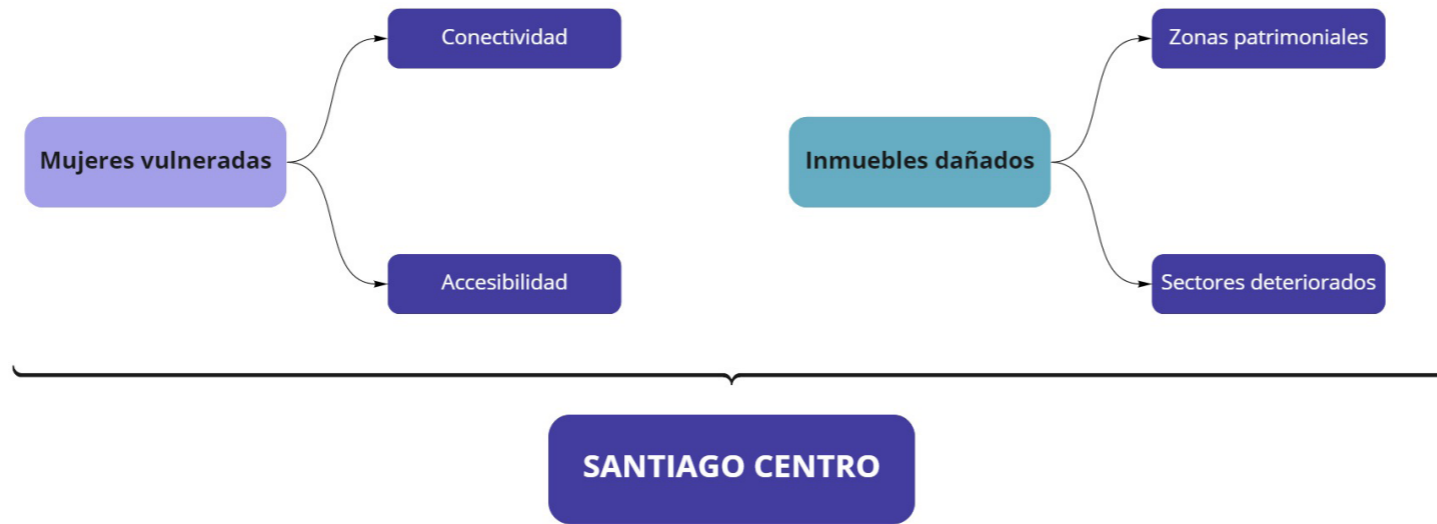 Conectividad
Zonas patrimoniales
Mujeres vulneradas
Inmuebles dañados
Accesibilidad
Sectores deteriorados
SANTIAGO CENTRO